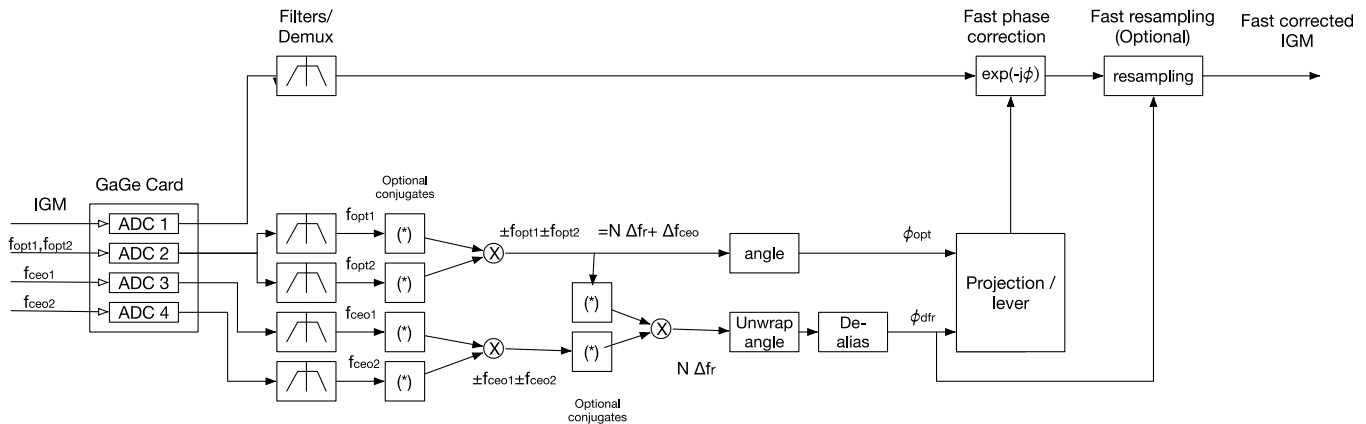 Filters/
Demux
Fast phase
correction
Fast resampling
(Optional)
Fast corrected
IGM
exp(-jϕ)
resampling
GaGe Card
IGM
ADC 1
fopt1,fopt2
ADC 2
fceo1
ADC 3
fceo2
ADC 4
Optional
conjugates
fopt1
(*)
fopt2
(*)
fceo1
(*)
fceo2
(*)
X
±fopt1±fopt2
=N Δfr+ Δfceo
angle
ϕopt
(*)
X
(*)
X
±fceo1±fceo2
N Δfr
Optional
conjugates
Unwrap
angle
De-
alias
ϕdfr
Projection /
lever